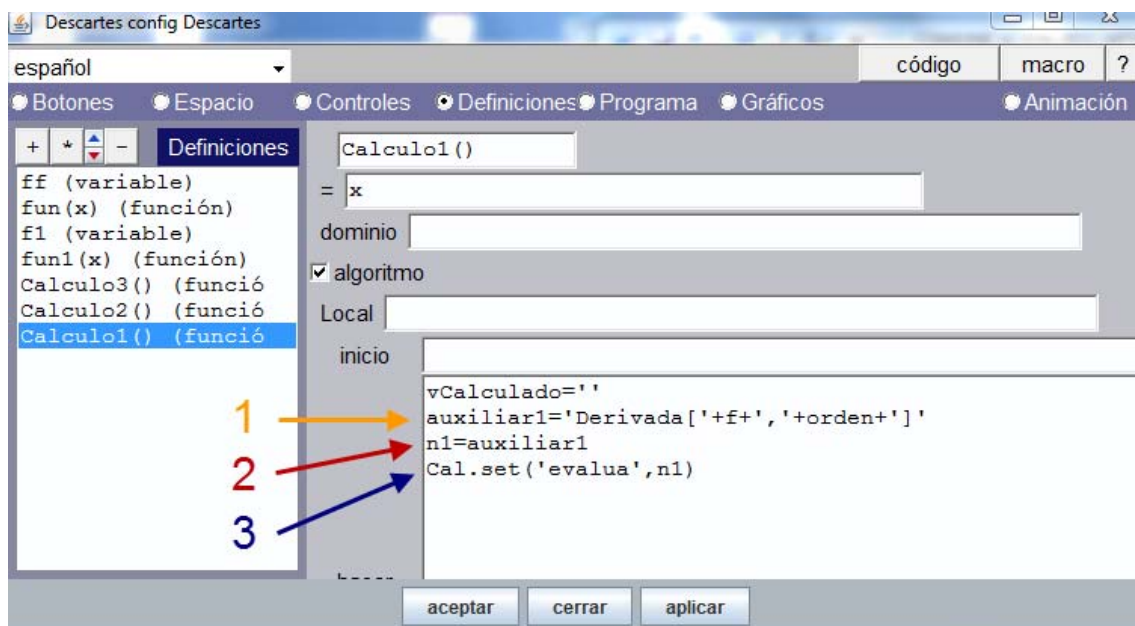 Descartes config Descartes
español código macro ?
Botones Espacio Controles Definiciones Programa Gráficos Animación
+ * - Definiciones
Calculo1()
ff (variable)
fun(x) (función)
f1 (variable)
fun1(x) (función)
Calculo3() (funció
Calculo2() (funció
Calculo1() (funció
= x
dominio
algoritmo
Local
inicio
vCalculado=''
auxiliar1='Derivada['+f+','+orden+']'
n1=auxiliar1
Cal.set('evalua',n1)
1
2
3
aceptar cerrar aplicar